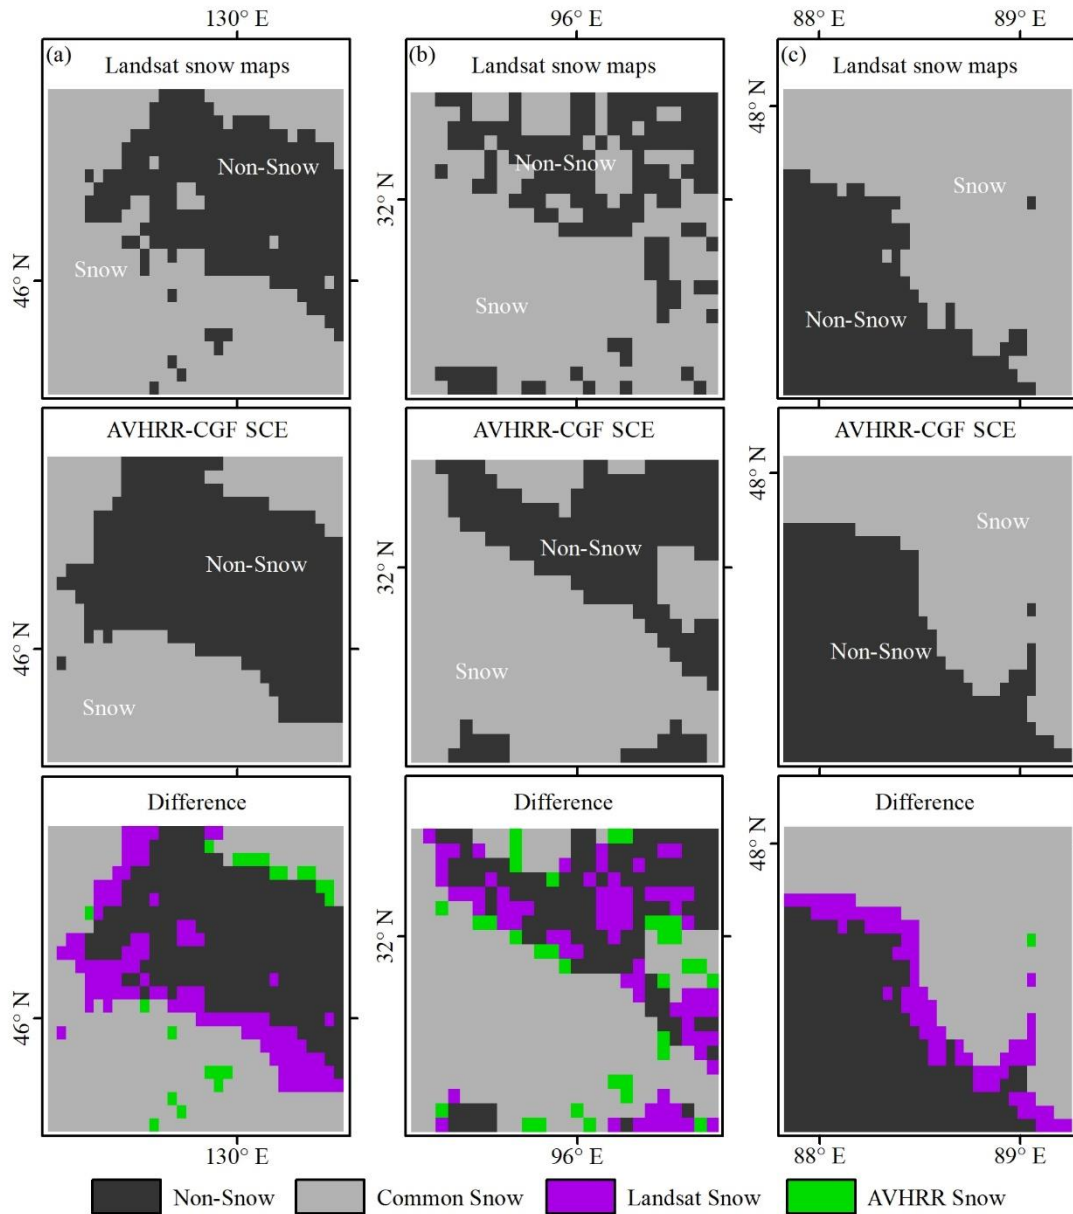 130° E
96° E
88° E
89° E
(a)
Landsat snow maps
Non-Snow
Snow
46° N
(b)
Landsat snow maps
Non-Snow
Snow
32° N
(c)
Landsat snow maps
Snow
Non-Snow
48° N
AVHRR-CGF SCE
Non-Snow
Snow
46° N
AVHRR-CGF SCE
Non-Snow
Snow
32° N
AVHRR-CGF SCE
Snow
Non-Snow
48° N
Difference
46° N
Difference
32° N
Difference
48° N
130° E
96° E
88° E
89° E
Non-Snow
Common Snow
Landsat Snow
AVHRR Snow